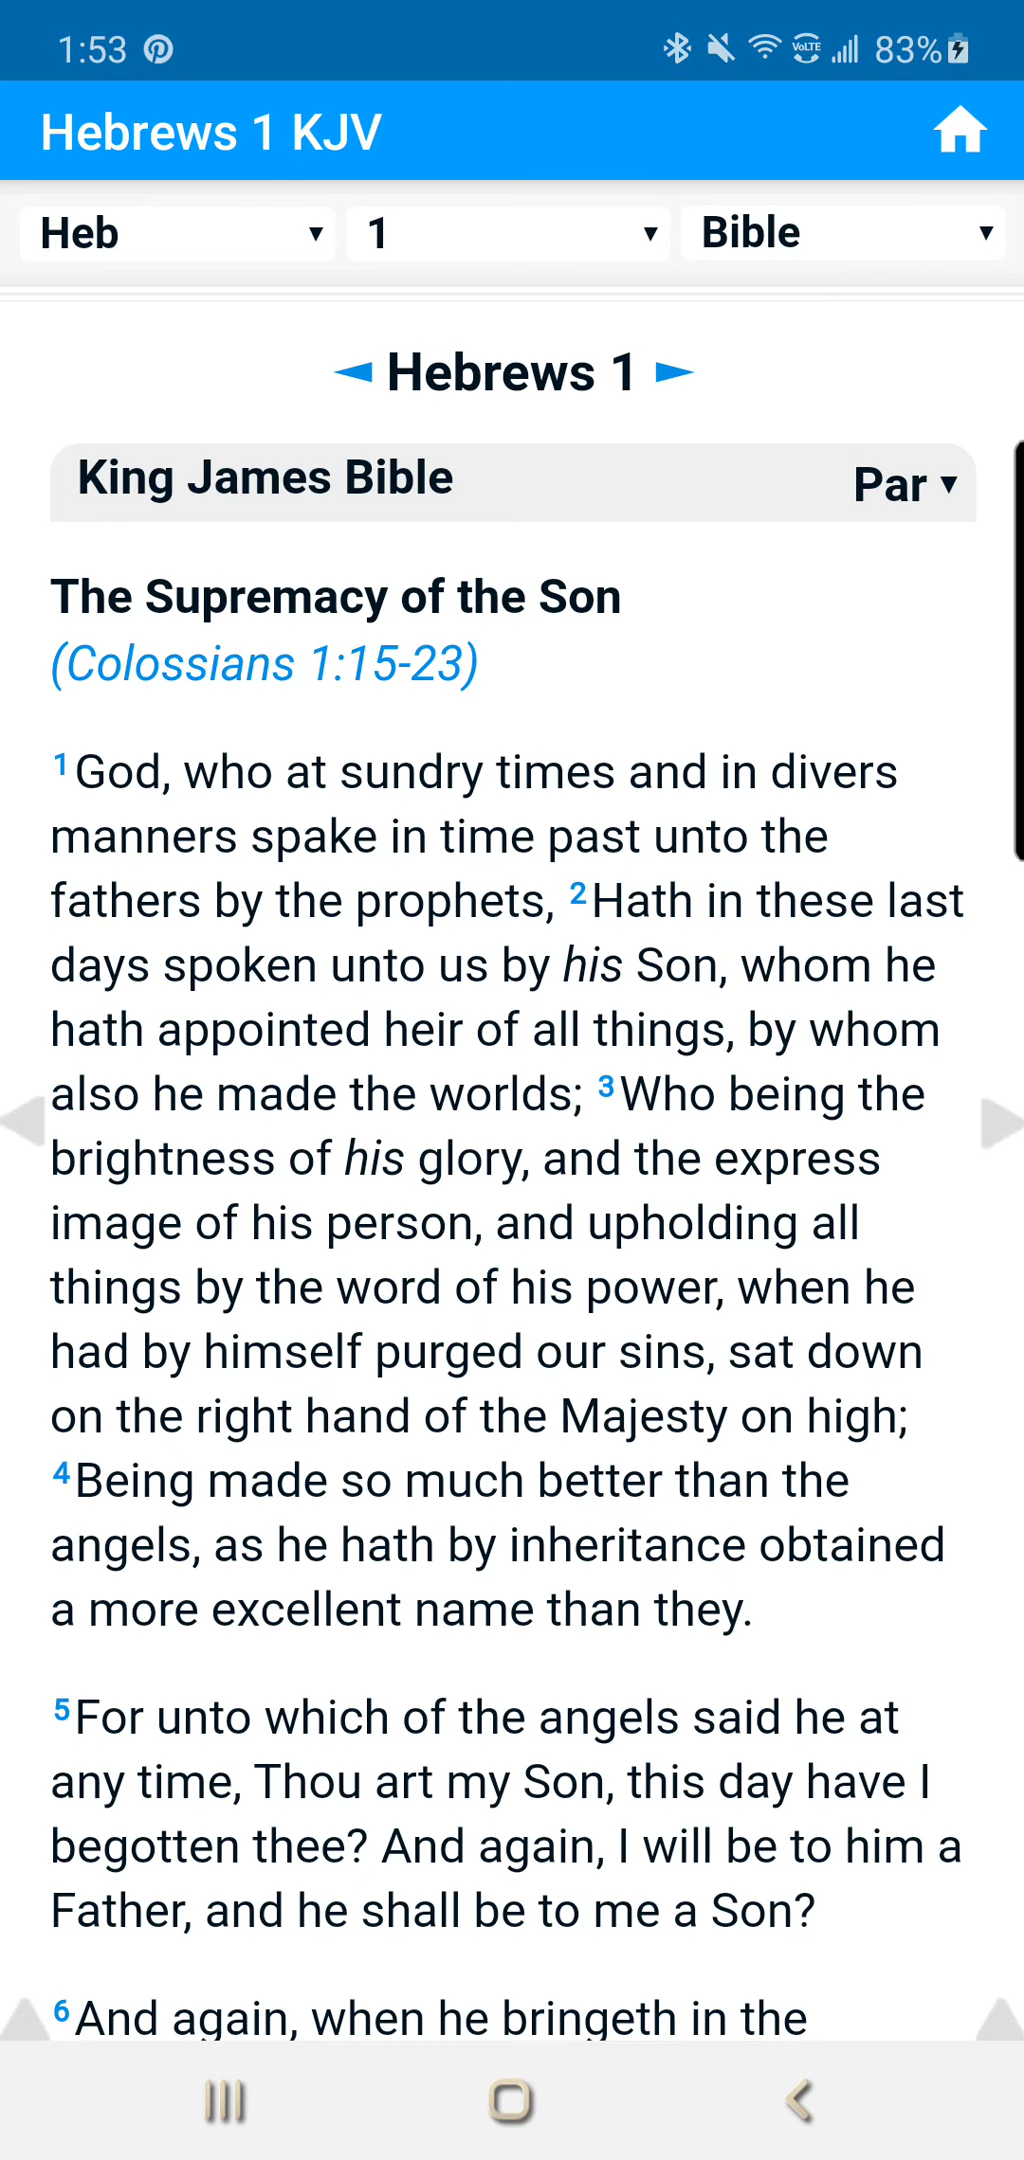 1:53 VoLTE 83%
Hebrews 1 KJV
Heb 1 Bible
Hebrews 1
King James Bible Par
The Supremacy of the Son
(Colossians 1:15-23)
1God, who at sundry times and in divers
manners spake in time past unto the
fathers by the prophets, 2Hath in these last
days spoken unto us by his Son, whom he
hath appointed heir of all things, by whom
also he made the worlds; 3Who being the
brightness of his glory, and the express
image of his person, and upholding all
things by the word of his power, when he
had by himself purged our sins, sat down
on the right hand of the Majesty on high;
4Being made so much better than the
angels, as he hath by inheritance obtained
a more excellent name than they.
5For unto which of the angels said he at
any time, Thou art my Son, this day have I
begotten thee? And again, I will be to him a
Father, and he shall be to me a Son?
6And again, when he bringeth in the